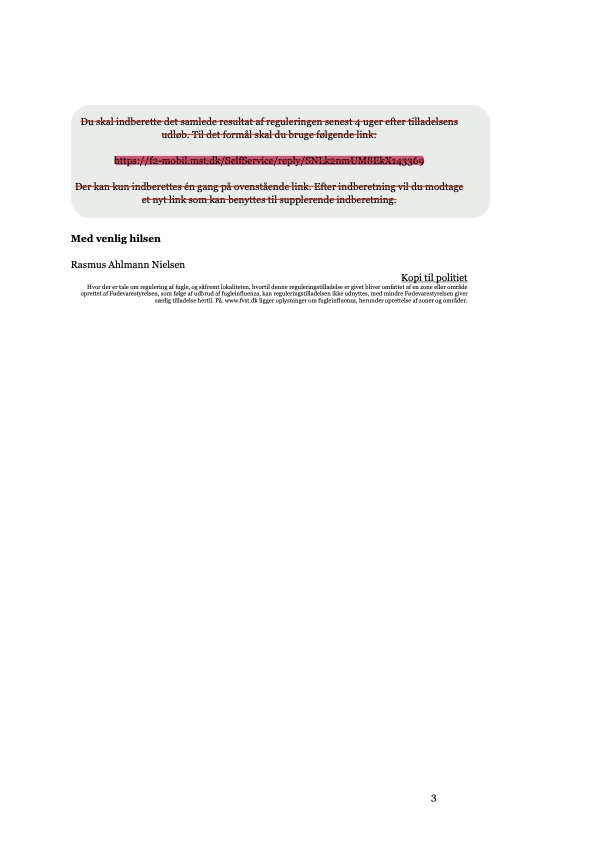 Du skal indberette det samlede resultat af reguleringen senest 4 uger efter tilladelsens
udløb. Til det formål skal du bruge følgende link:
https://f2-mobil.mst.dk/SelfService/reply/SNLk2nmUM8EkX143369
Der kan kun indberettes én gang på ovenstående link. Efter indberetning vil du modtage
et nyt link som kan benyttes til supplerende indberetning.
Med venlig hilsen
Rasmus Ahlmann Nielsen
Kopi til politiet
Hvor der er tale om regulering af fugle, og såfremt lokaliteten, hvortil denne reguleringstilladelse er givet bliver omfattet af en zone eller område
oprettet af Fødevarestyrelsen, som følge af udbrud af fugleinfluenza, kan reguleringstilladelsen ikke udnyttes, med mindre Fødevarestyrelsen giver
særlig tilladelse hertil. På. www.fvst.dk ligger oplysninger om fugleinfluenza, herunder oprettelse af zoner og områder.
3